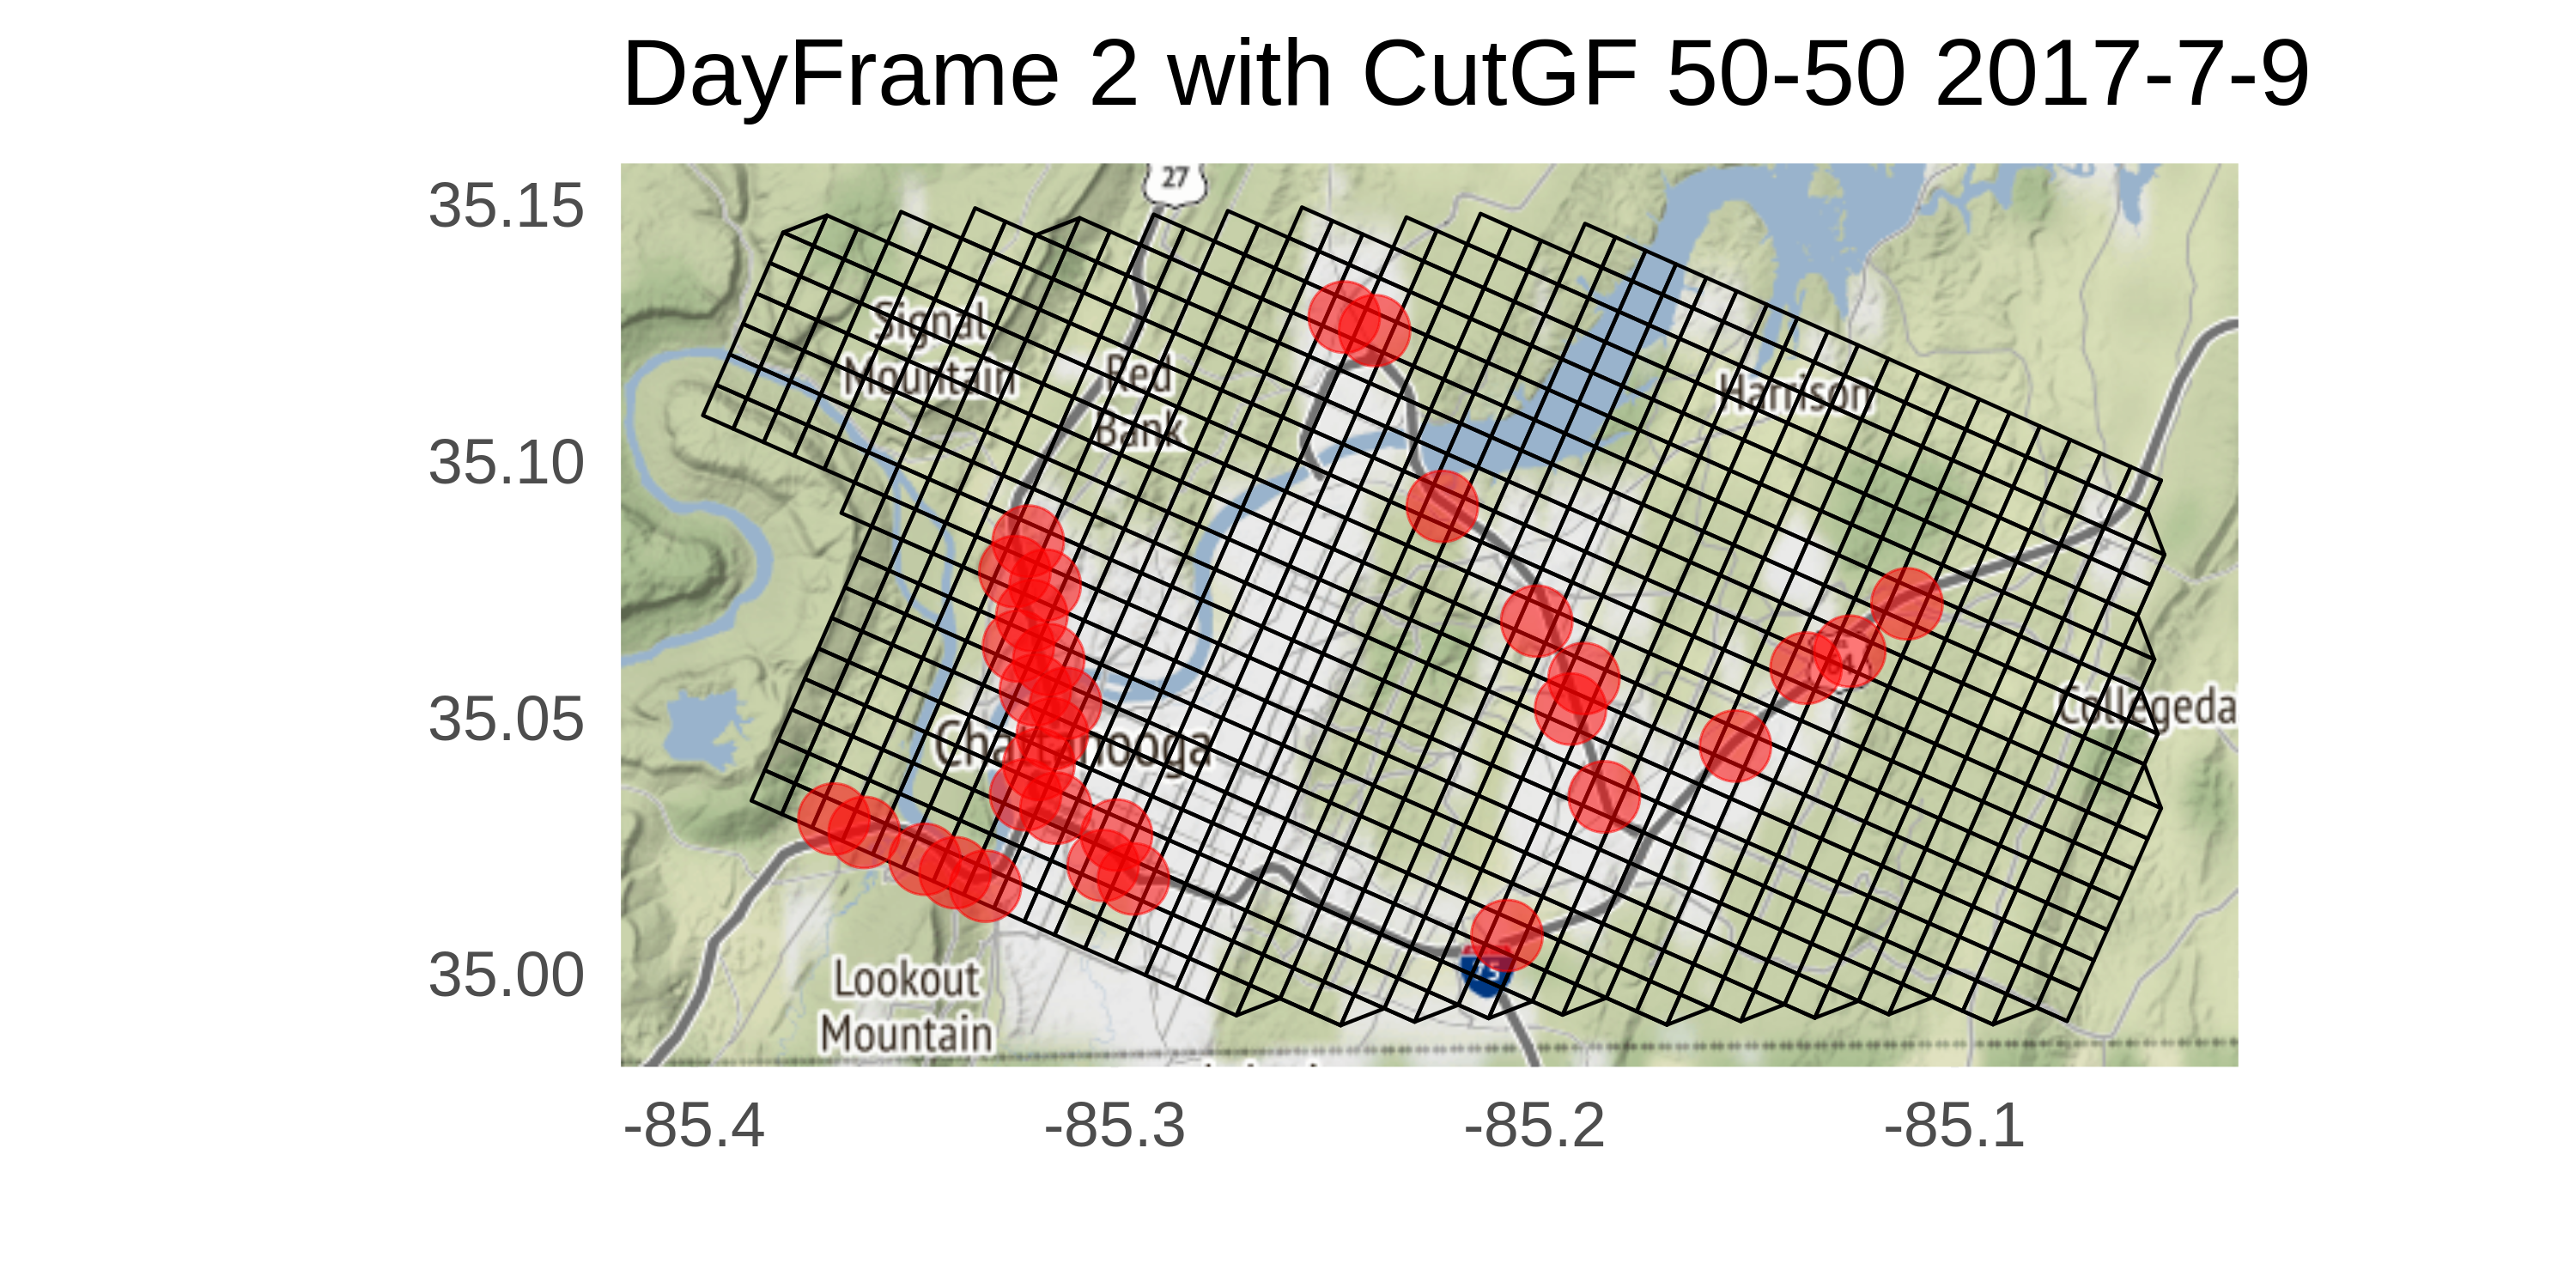 DayFrame 2 with CutGF 50-50 2017-7-9
35.15
35.10
35.05
35.00
27
Signal
Mountain
Red
Bank
Harrison
Chattanooga
Collegeda
Lookout
Mountain
-85.4
-85.3
-85.2
-85.1